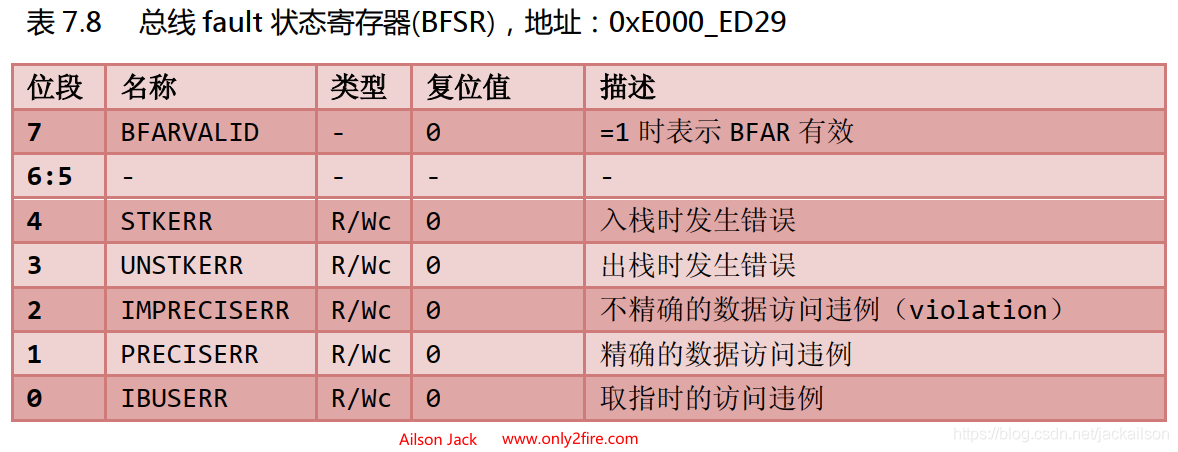 表 7.8 总线 fault 状态寄存器(BFSR)，地址：0xE000_ED29
位段 名称 类型 复位值 描述
7 BFARVALID - 0 =1 时表示 BFAR 有效
6:5 - - - -
4 STKERR R/Wc 0 入栈时发生错误
3 UNSTKERR R/Wc 0 出栈时发生错误
2 IMPRECISERR R/Wc 0 不精确的数据访问违例（violation）
1 PRECISERR R/Wc 0 精确的数据访问违例
0 IBUSERR R/Wc 0 取指时的访问违例
Ailson Jack www.only2fire.com
https://blog.csdn.net/jackailson